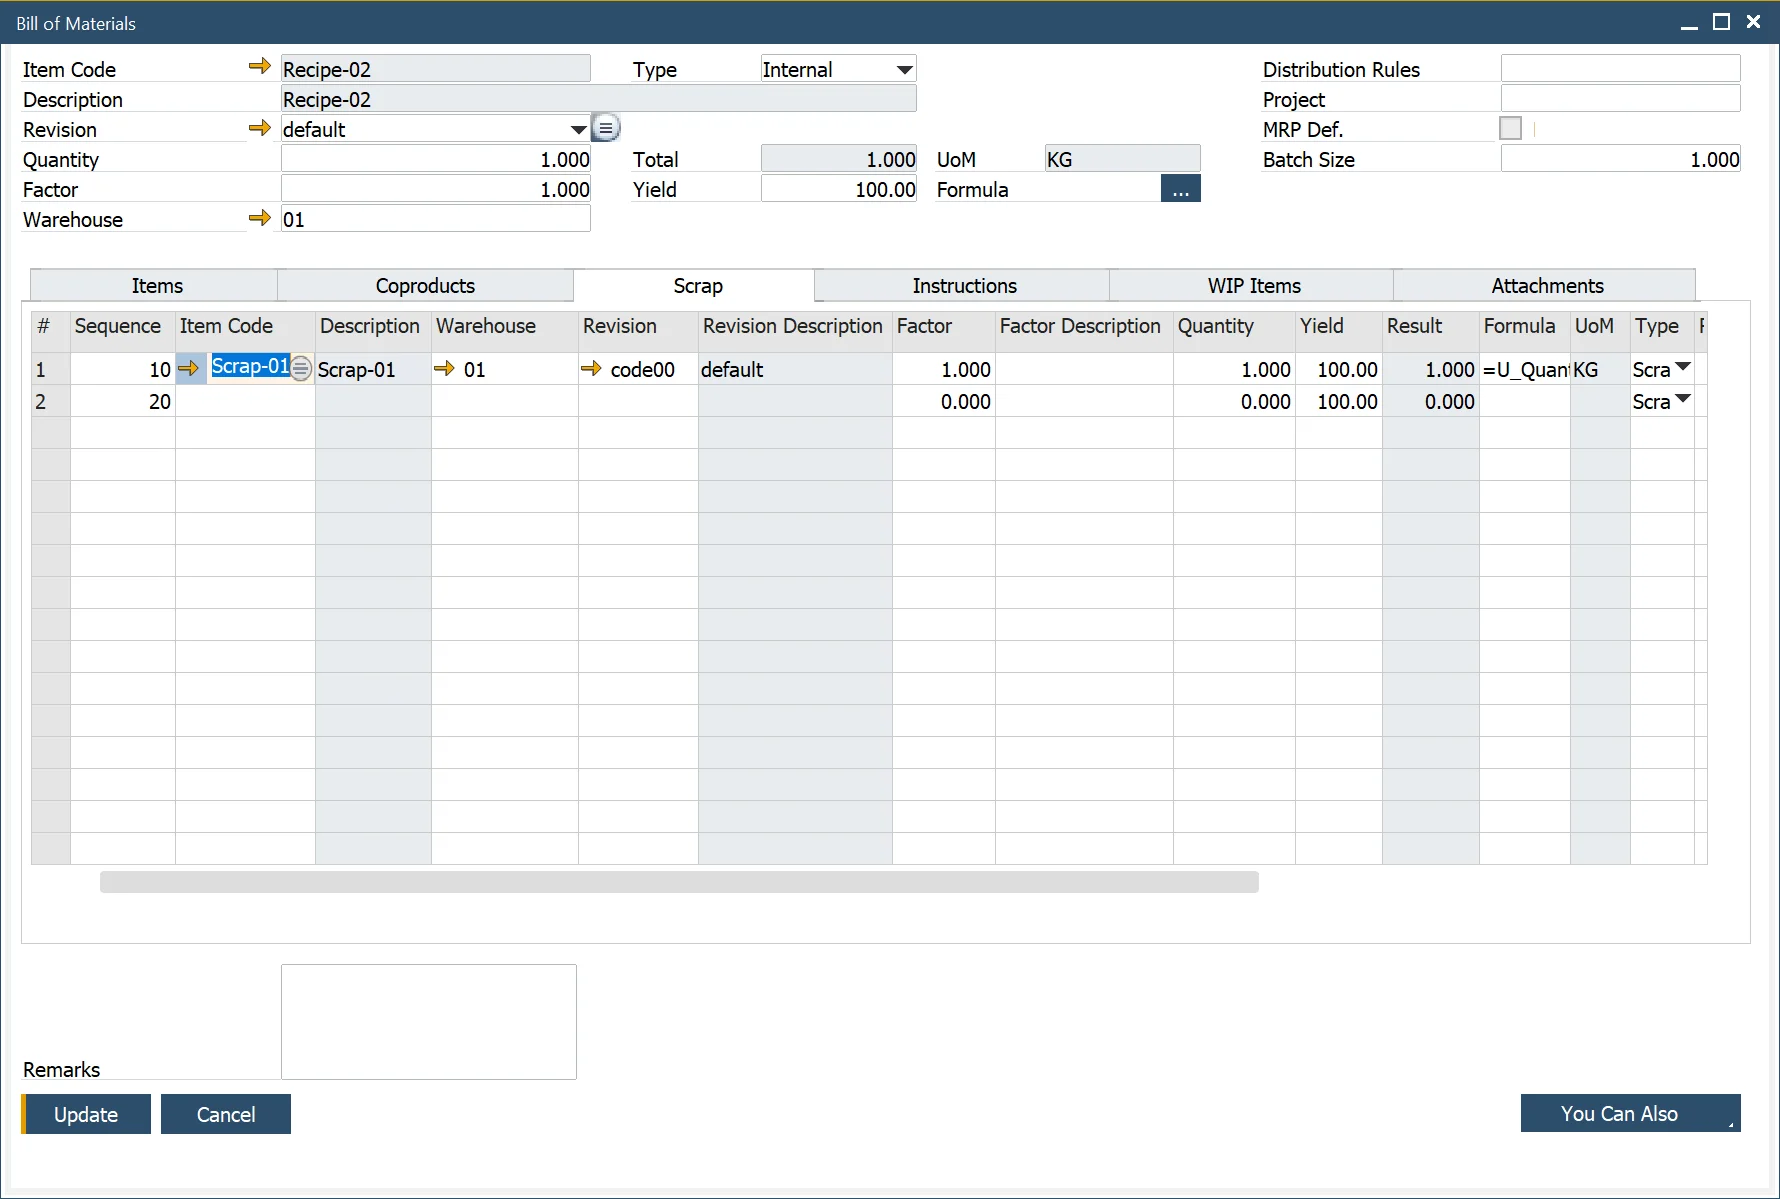 Bill of Materials
Item Code Recipe-02 Type Internal Distribution Rules
Description Recipe-02 Project
Revision default MRP Def.
Quantity 1.000 Total 1.000 UoM KG Batch Size 1.000
Factor 1.000 Yield 100.00 Formula ...
Warehouse 01
Items Coproducts Scrap Instructions WIP Items Attachments
# Sequence Item Code Description Warehouse Revision Revision Description Factor Factor Description Quantity Yield Result Formula UoM Type
1 10 Scrap-01 Scrap-01 01 code00 default 1.000 1.000 100.00 1.000 =U_Quant KG Scra
2 20 0.000 0.000 100.00 0.000 Scra
Remarks
Update Cancel You Can Also